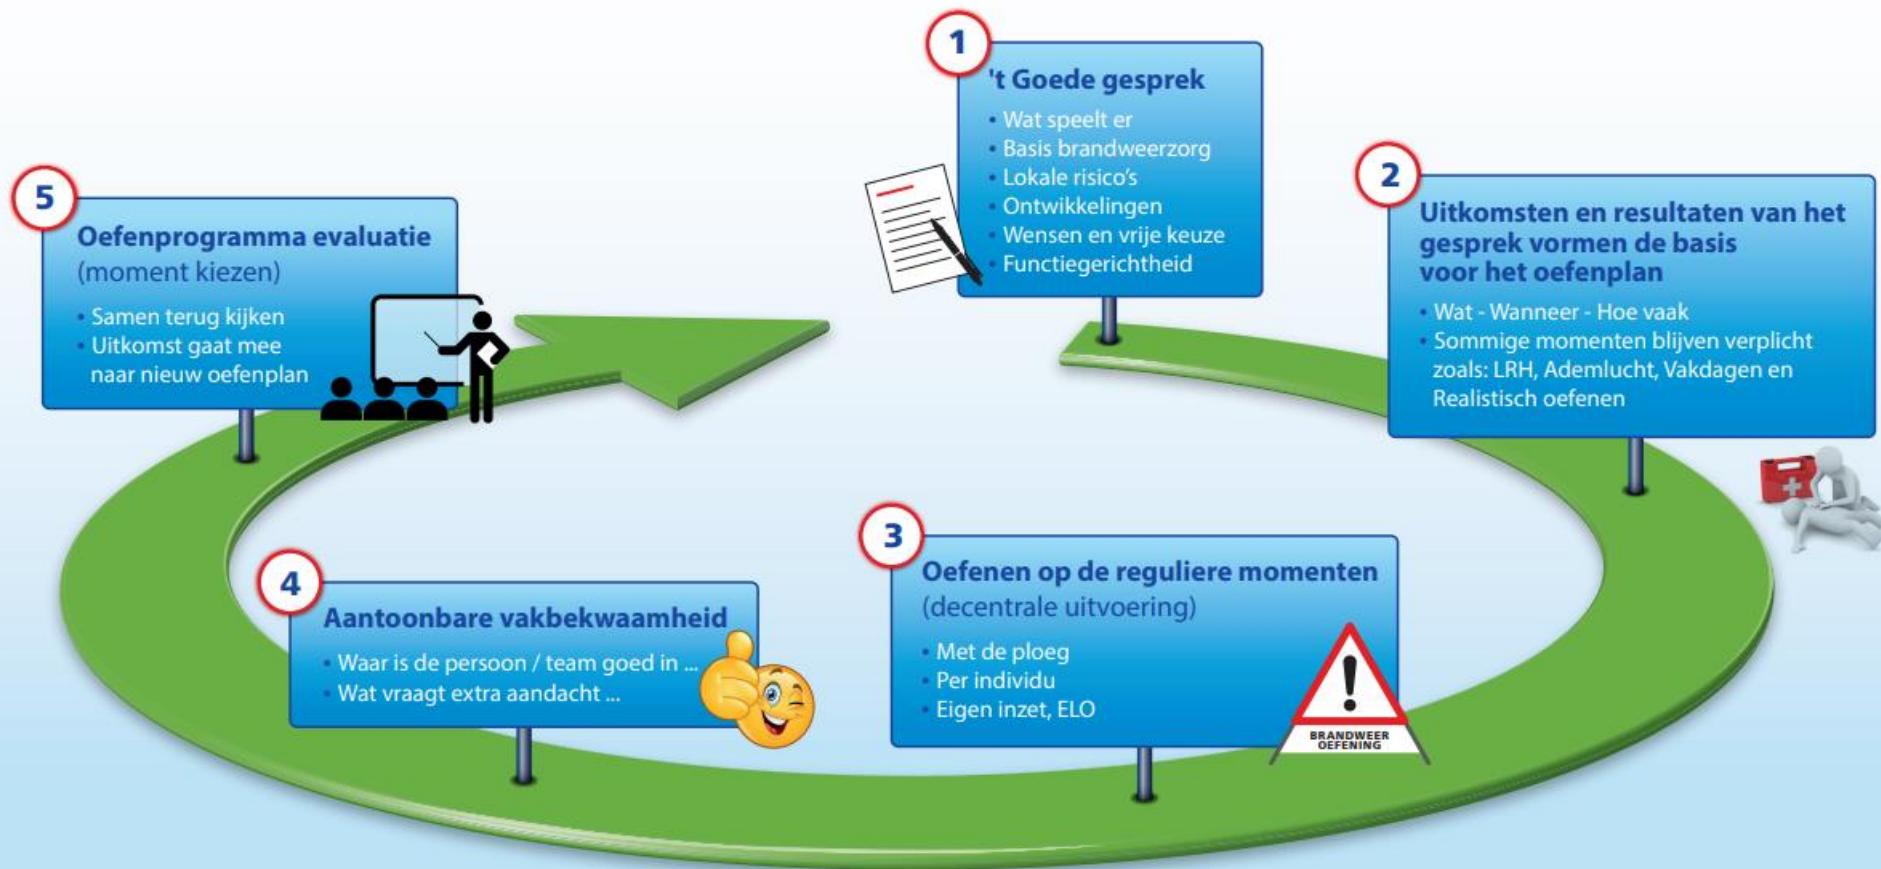 1
't Goede gesprek
• Wat speelt er
• Basis brandweerzorg
• Lokale risico's
• Ontwikkelingen
• Wensen en vrije keuze
• Functiegerichtheid
2
Uitkomsten en resultaten van het
gesprek vormen de basis
voor het oefenplan
• Wat - Wanneer - Hoe vaak
• Sommige momenten blijven verplicht
zoals: LRH, Ademlucht, Vakdagen en
Realistisch oefenen
3
Oefenen op de reguliere momenten
(decentrale uitvoering)
• Met de ploeg
• Per individu
• Eigen inzet, ELO
BRANDWEER
OEFENING
4
Aantoonbare vakbekwaamheid
• Waar is de persoon / team goed in ...
• Wat vraagt extra aandacht ...
5
Oefenprogramma evaluatie
(moment kiezen)
• Samen terug kijken
• Uitkomst gaat mee
naar nieuw oefenplan